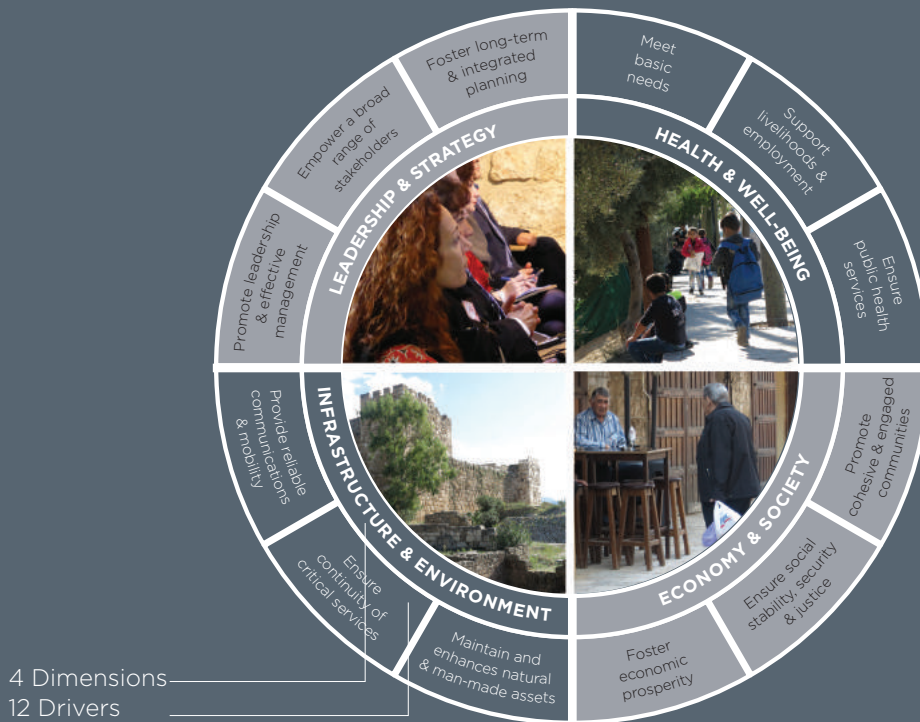 Foster long-term
& integrated
planning
Meet
basic
needs
Empower a broad
range of
stakeholders
Support
livelihoods &
employment
LEADERSHIP & STRATEGY
HEALTH & WELL-BEING
Promote leadership
& effective
management
Ensure
public health
services
Provide reliable
communications
& mobility
INFRASTRUCTURE & ENVIRONMENT
ECONOMY & SOCIETY
Promote
cohesive & engaged
communities
Ensure
continuity of
critical services
Ensure social
stability, security
& justice
Maintain and
enhances natural
& man-made assets
Foster
economic
prosperity
4 Dimensions
12 Drivers